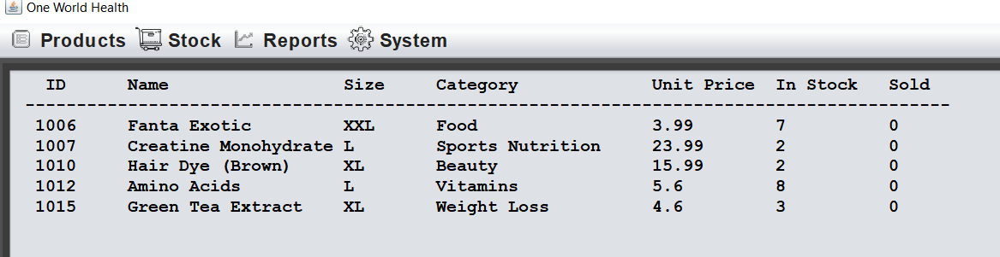 One World Health
Products Stock Reports System
ID Name Size Category Unit Price In Stock Sold
------------------------------------------------------------------------------------------
1006 Fanta Exotic XXL Food 3.99 7 0
1007 Creatine Monohydrate L Sports Nutrition 23.99 2 0
1010 Hair Dye (Brown) XL Beauty 15.99 2 0
1012 Amino Acids L Vitamins 5.6 8 0
1015 Green Tea Extract XL Weight Loss 4.6 3 0